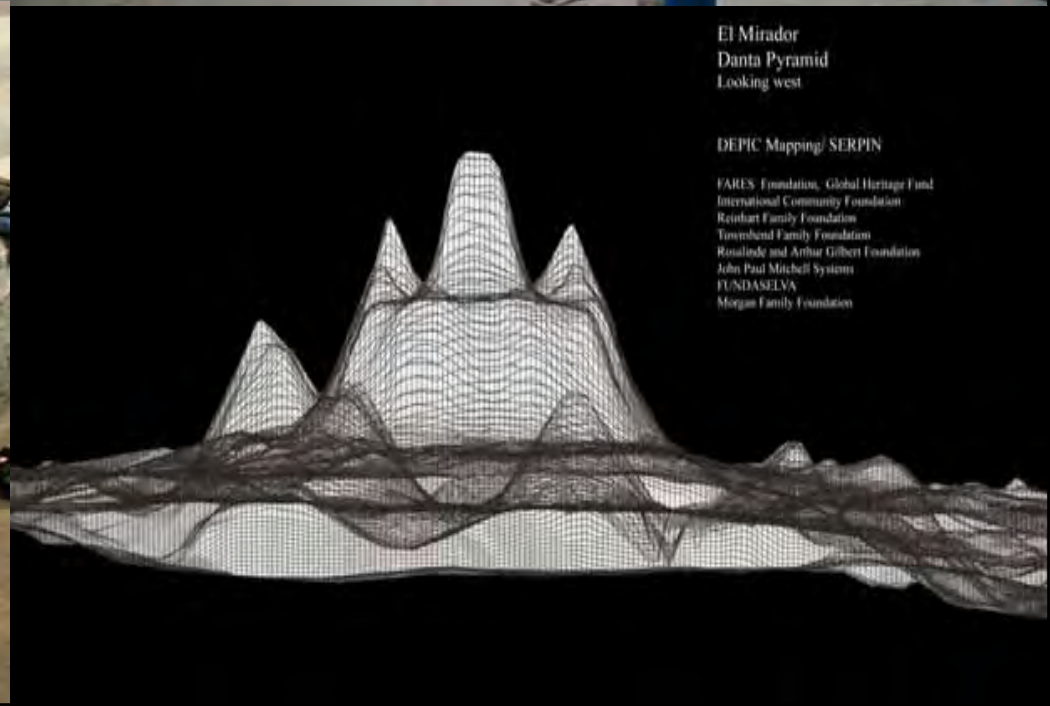 El Mirador
Danta Pyramid
Looking west
DEPIC Mapping/ SERPIN
FARES Foundation, Global Heritage Fund
International Community Foundation
Reinhart Family Foundation
Townshend Family Foundation
Rosalinde and Arthur Gilbert Foundation
John Paul Mitchell Systems
FUNDASELVA
Morgan Family Foundation